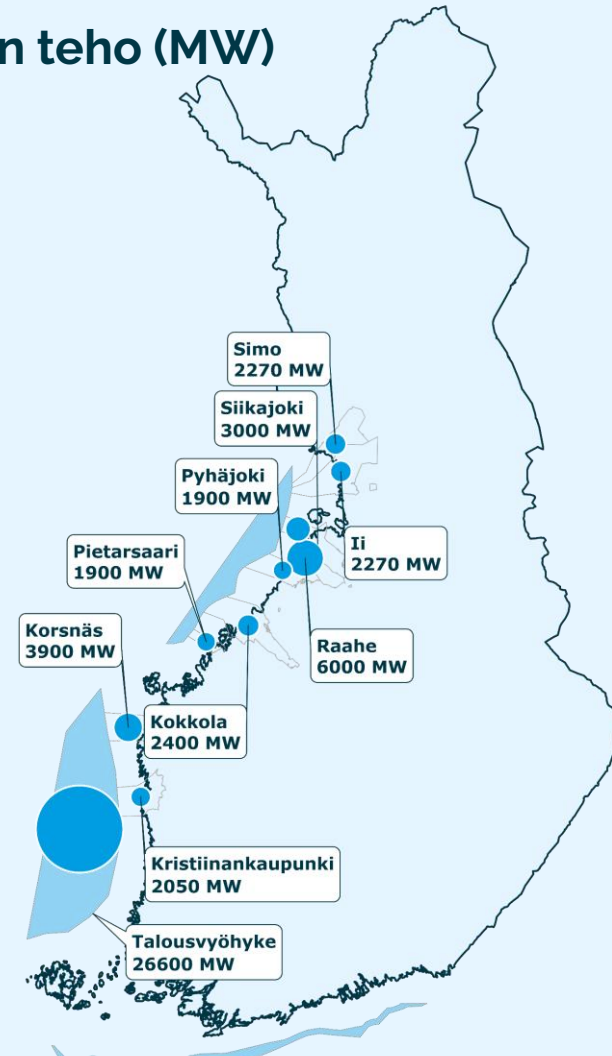 n teho (MW)
Simo
2270 MW
Siikajoki
3000 MW
Pyhäjoki
1900 MW
Ii
2270 MW
Pietarsaari
1900 MW
Raahe
6000 MW
Korsnäs
3900 MW
Kokkola
2400 MW
Kristiinankaupunki
2050 MW
Talousvyöhyke
26600 MW